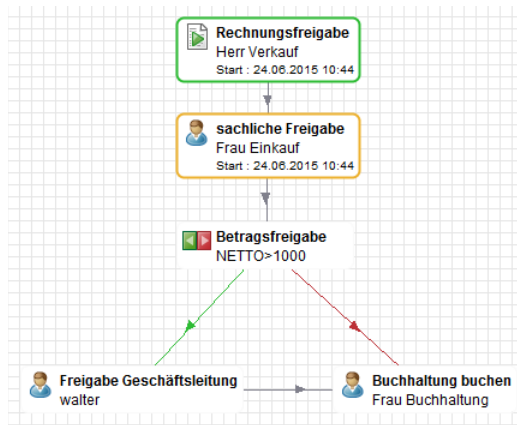 Rechnungsfreigabe
Herr Verkauf
Start : 24.06.2015 10:44
sachliche Freigabe
Frau Einkauf
Start : 24.06.2015 10:44
Betragsfreigabe
NETTO>1000
Freigabe Geschäftsleitung
walter
Buchhaltung buchen
Frau Buchhaltung